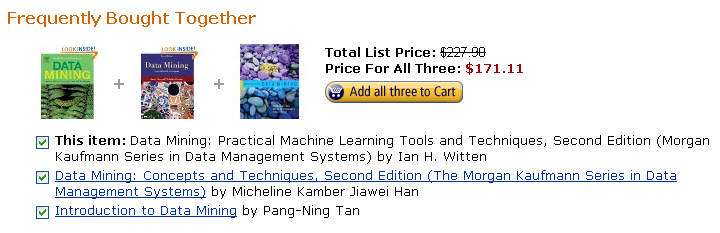 Frequently Bought Together
LOOK INSIDE!
LOOK INSIDE!
DATA MINING
Data Mining
Total List Price: $227.90
Price For All Three: $171.11
Add all three to Cart
This item: Data Mining: Practical Machine Learning Tools and Techniques, Second Edition (Morgan
Kaufmann Series in Data Management Systems) by Ian H. Witten
Data Mining: Concepts and Techniques, Second Edition (The Morgan Kaufmann Series in Data
Management Systems) by Micheline Kamber Jiawei Han
Introduction to Data Mining by Pang-Ning Tan